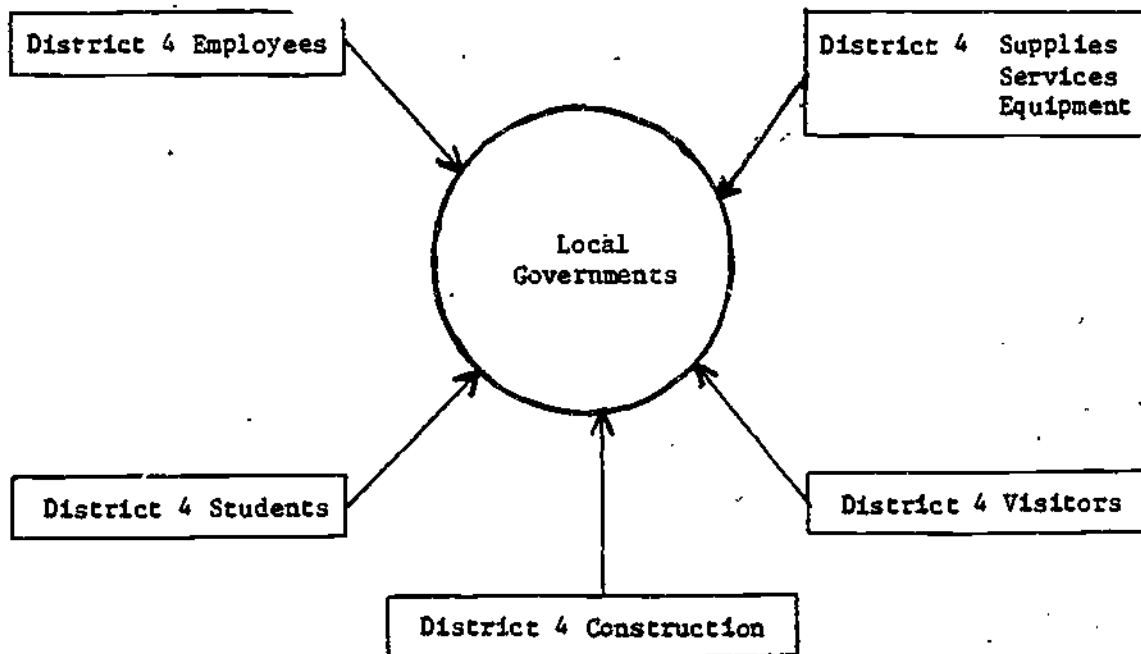 District 4 Employees
District 4 Supplies
Services
Equipment
Local
Governments
District 4 Students
District 4 Visitors
District 4 Construction